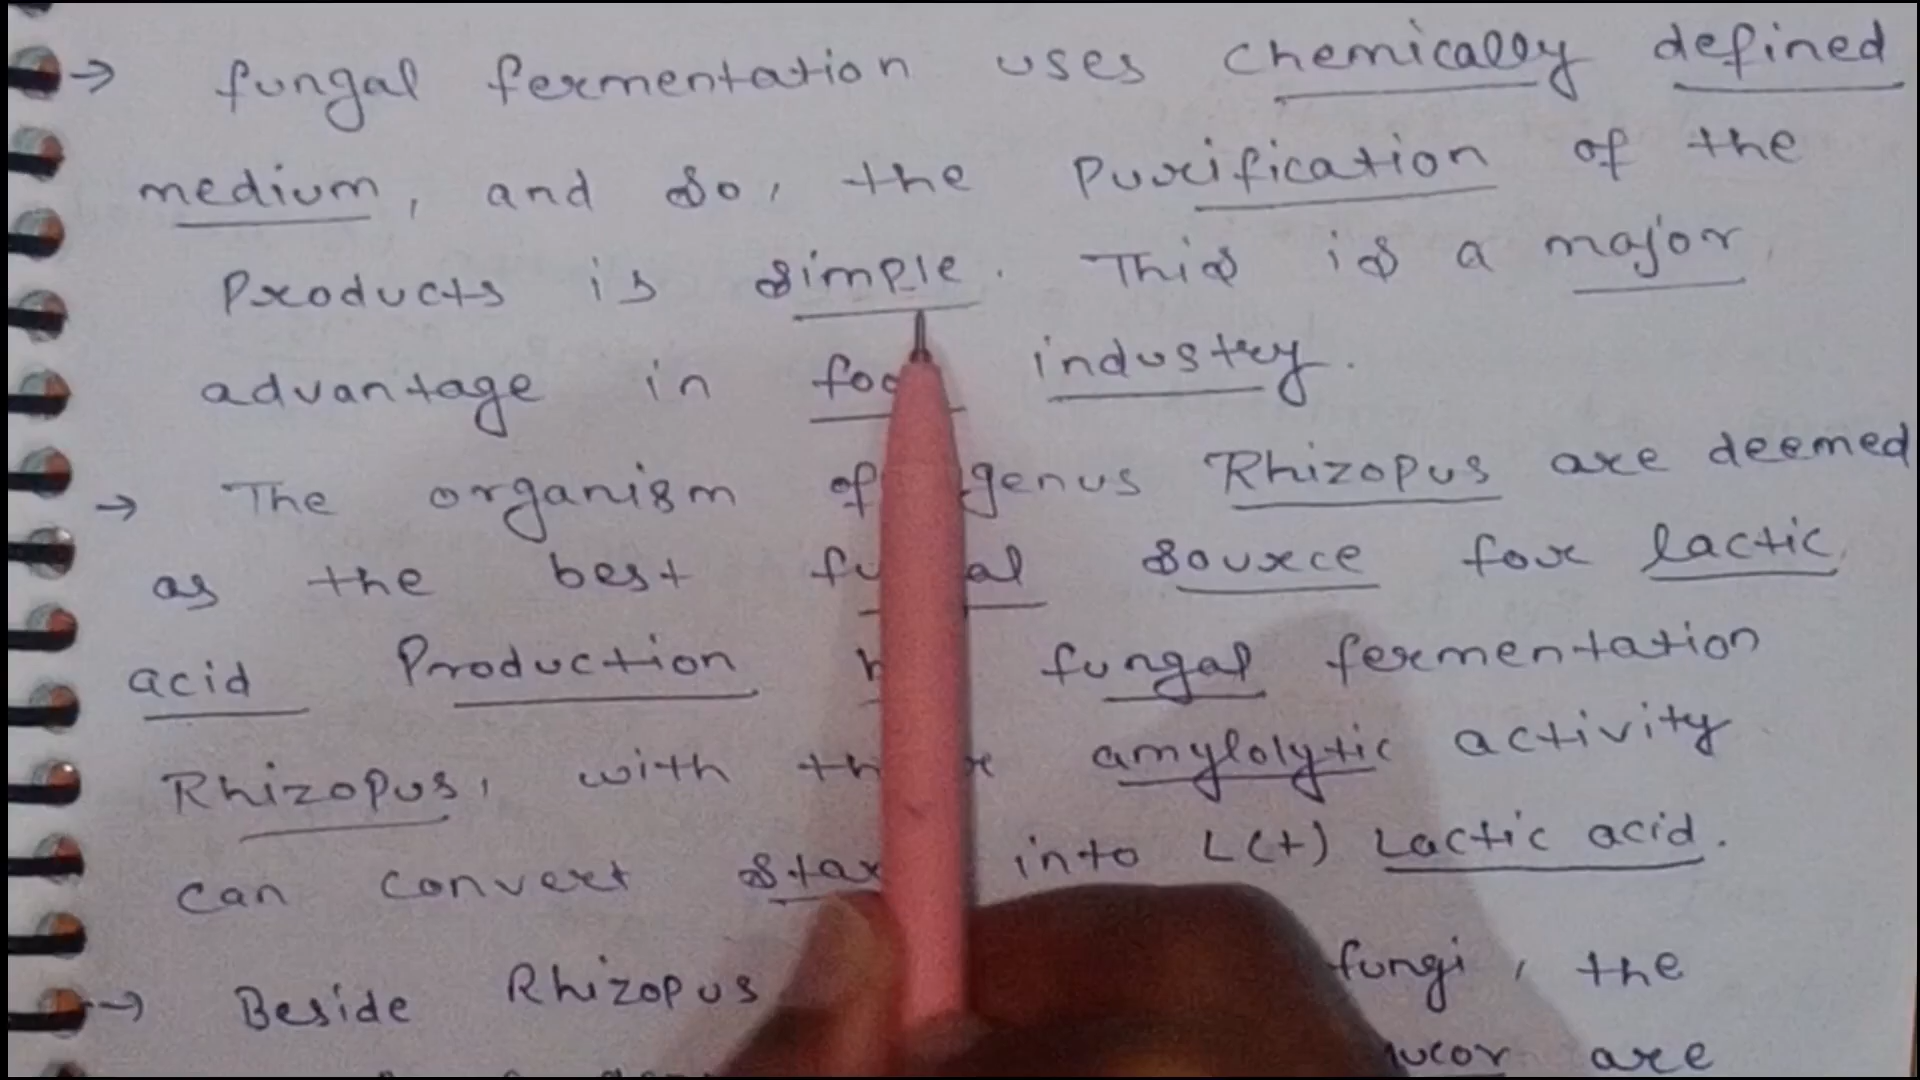 → fungal fermentation uses chemically defined
medium, and so, the purification of the
products is simple. This is a major
advantage in industry.
→ The organism of genus Rhizopus are deemed
as the best source for lactic
acid production fungal fermentation
Rhizopus, with amylolytic activity
can convert into L(+) Lactic acid.
→ Beside Rhizopus fungi, the
are